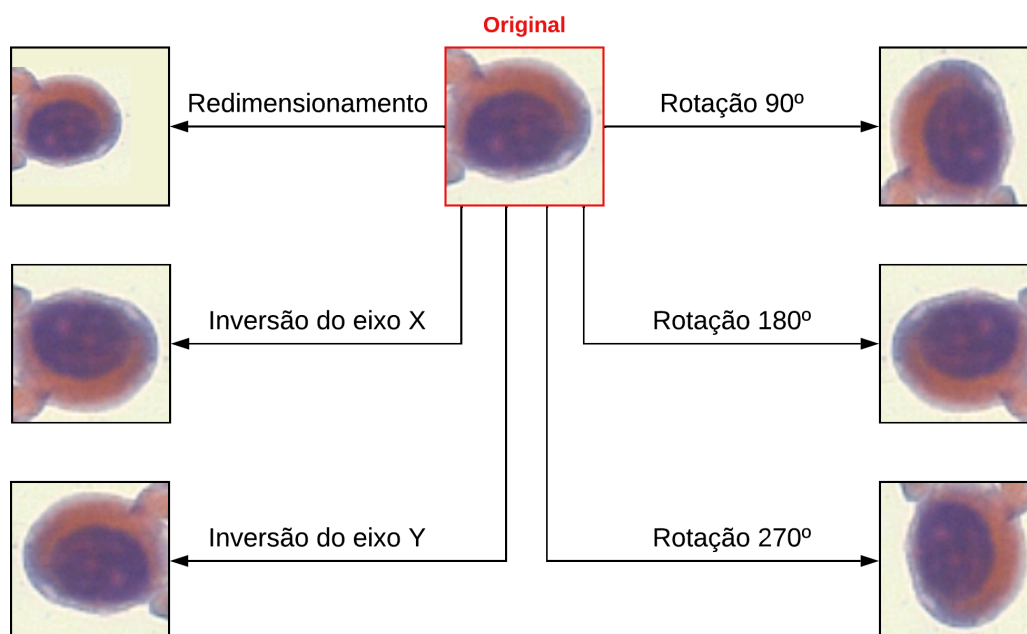 Original
Redimensionamento
Rotação 90º
Inversão do eixo X
Rotação 180º
Inversão do eixo Y
Rotação 270º